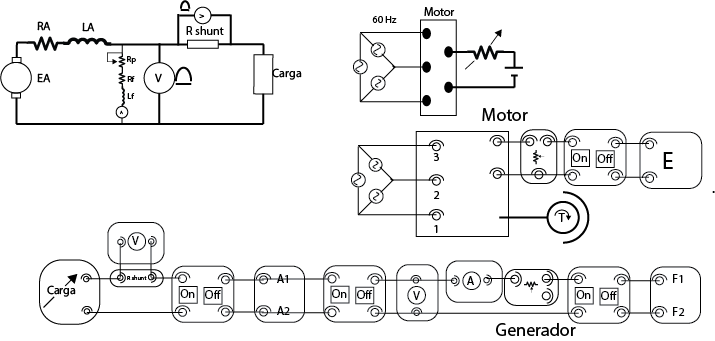 RA LA
R shunt
EA
Rp
Rf
Lf
A
V
V
Carga
60 Hz
Motor
Motor
3
2
1
On Off
E
T
V
R shunt
Carga
On Off
A1
A2
On Off
V
A
On Off
F1
F2
Generador